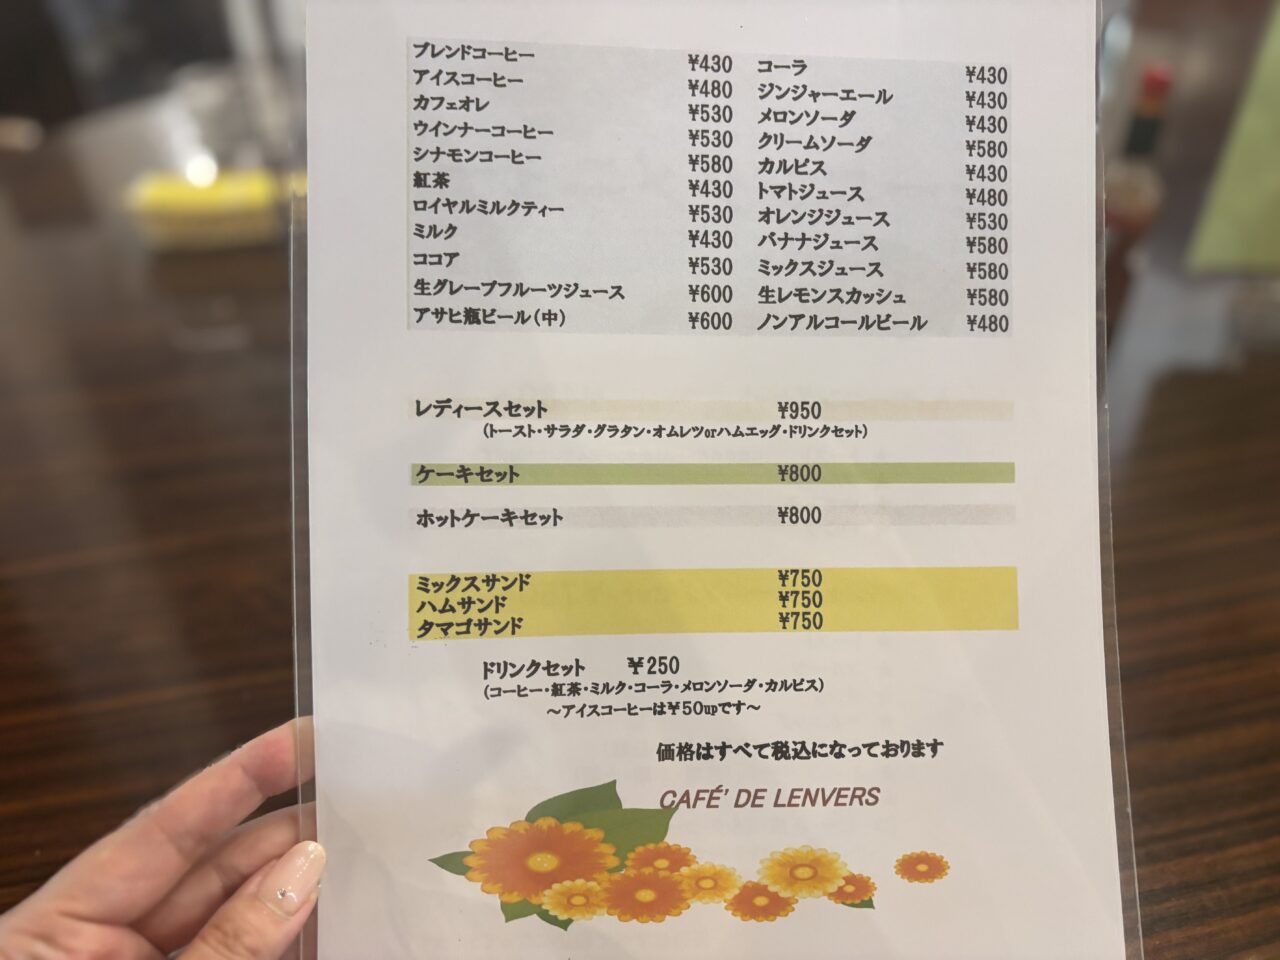 ブレンドコーヒー ¥430 コーラ ¥430
アイスコーヒー ¥480 ジンジャーエール ¥430
カフェオレ ¥530 メロンソーダ ¥430
ウインナーコーヒー ¥530 クリームソーダ ¥580
シナモンコーヒー ¥580 カルピス ¥430
紅茶 ¥430 トマトジュース ¥480
ロイヤルミルクティー ¥530 オレンジジュース ¥530
ミルク ¥430 バナナジュース ¥580
ココア ¥530 ミックスジュース ¥580
生グレープフルーツジュース ¥600 生レモンスカッシュ ¥580
アサヒ瓶ビール(中) ¥600 ノンアルコールビール ¥480
レディースセット ¥950
(トースト・サラダ・グラタン・オムレツorハムエッグ・ドリンクセット)
ケーキセット ¥800
ホットケーキセット ¥800
ミックスサンド ¥750
ハムサンド ¥750
タマゴサンド ¥750
ドリンクセット ¥250
(コーヒー・紅茶・ミルク・コーラ・メロンソーダ・カルピス)
〜アイスコーヒーは¥50upです〜
価格はすべて税込になっております
CAFÉ' DE LENVERS